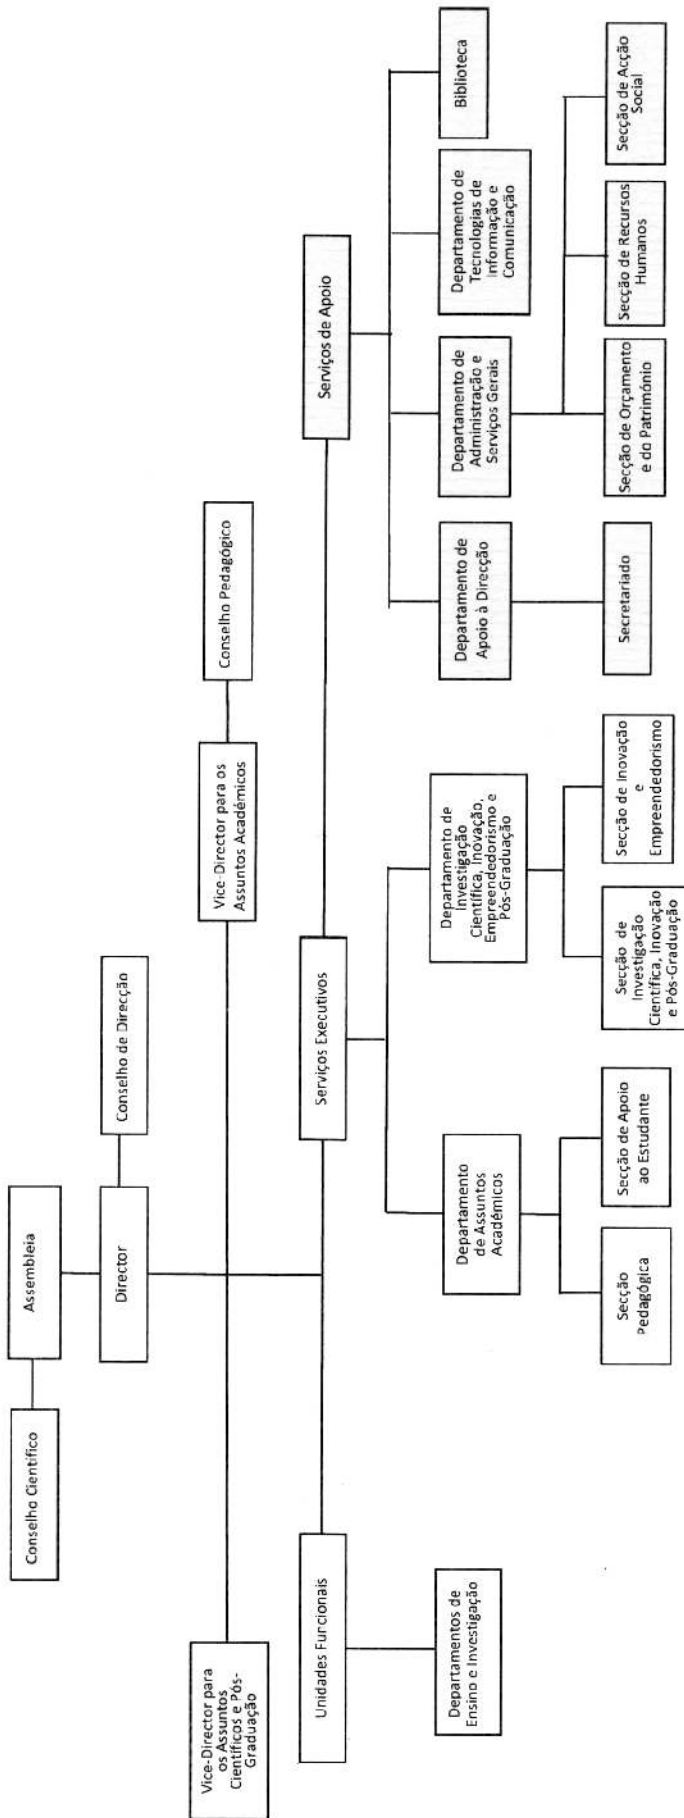 Assembleia
Conselho Científico
Director
Conselho de Direcção
Vice-Director para
os Assuntos
Científicos e Pós-
Graduação
Vice-Director para os
Assuntos Académicos
Conselho Pedagógico
Unidades Funcionais
Serviços Executivos
Serviços de Apoio
Departamentos de
Ensino e Investigação
Departamento
de Assuntos
Académicos
Departamento de
Investigação
Científica, Inovação,
Empreendedorismo e
Pós-Graduação
Departamento de
Apoio à Direcção
Departamento de
Administração e
Serviços Gerais
Departamento de
Tecnologias de
Informação e
Comunicação
Biblioteca
Secção
Pedagógica
Secção de Apoio
ao Estudante
Secção de
Investigação
Científica, Inovação
e Pós-Graduação
Secção de Inovação
e
Empreendedorismo
Secretariado
Secção de Orçamento
e do Património
Secção de Recursos
Humanos
Secção de Acção
Social